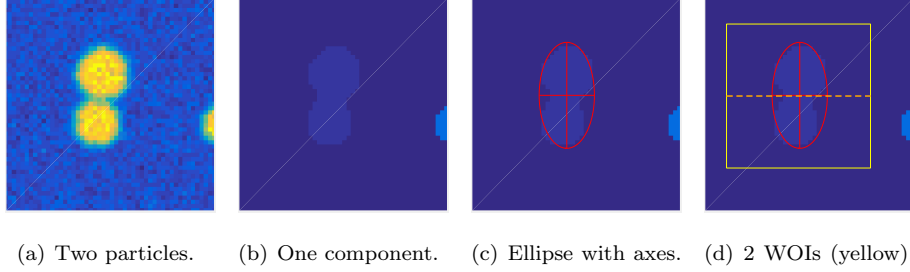 (a) Two particles.
(b) One component.
(c) Ellipse with axes.
(d) 2 WOIs (yellow)